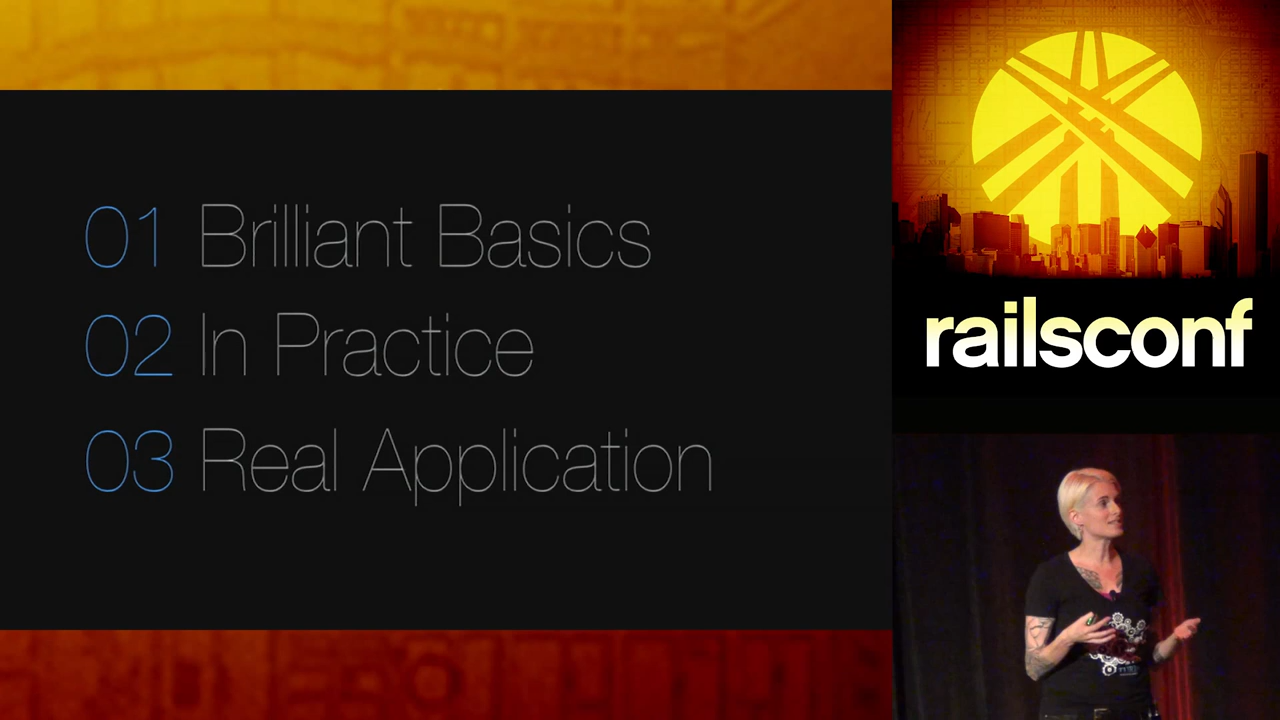 01 Brilliant Basics
02 In Practice
03 Real Application
railsconf